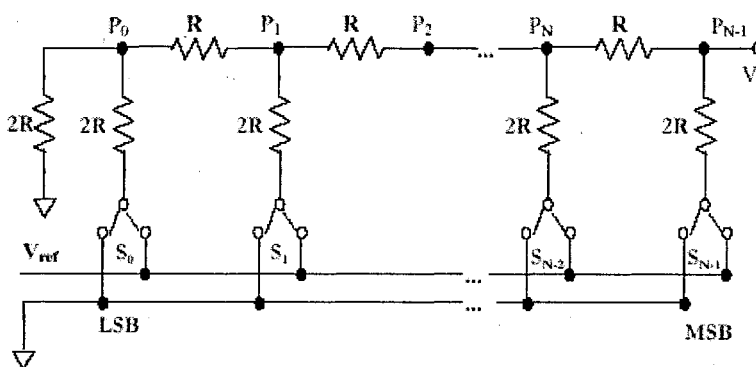 P0 R P1 R P2 ... PN R PN-1
V
2R 2R 2R 2R 2R
Vref S0 S1 SN-2 SN-1
...
LSB ... MSB